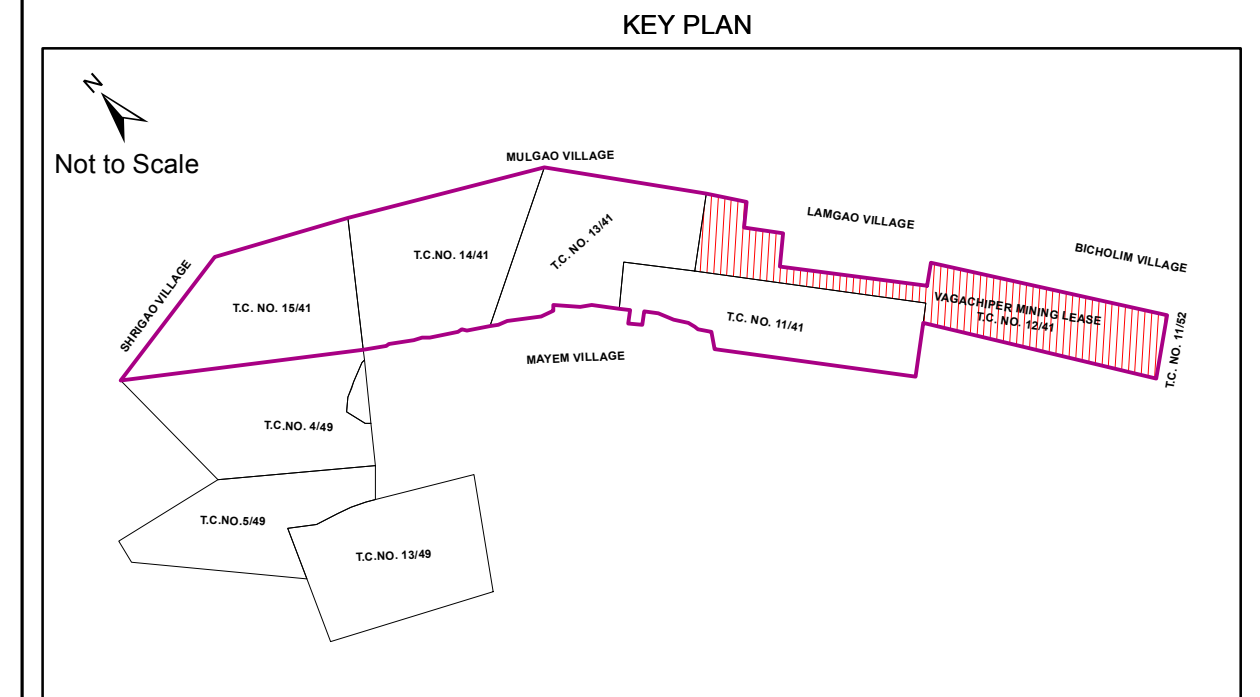 KEY PLAN
N
Not to Scale
MULGAO VILLAGE
LAMGAO VILLAGE
BICHOLIM VILLAGE
SHRIGAO VILLAGE
T.C. NO. 15/41
T.C.NO. 14/41
T.C. NO. 13/41
T.C. NO. 11/41
VAGACHIPER MINING LEASE
T.C. NO. 12/41
T.C. NO. 11/52
MAYEM VILLAGE
T.C.NO. 4/49
T.C.NO.5/49
T.C.NO. 13/49